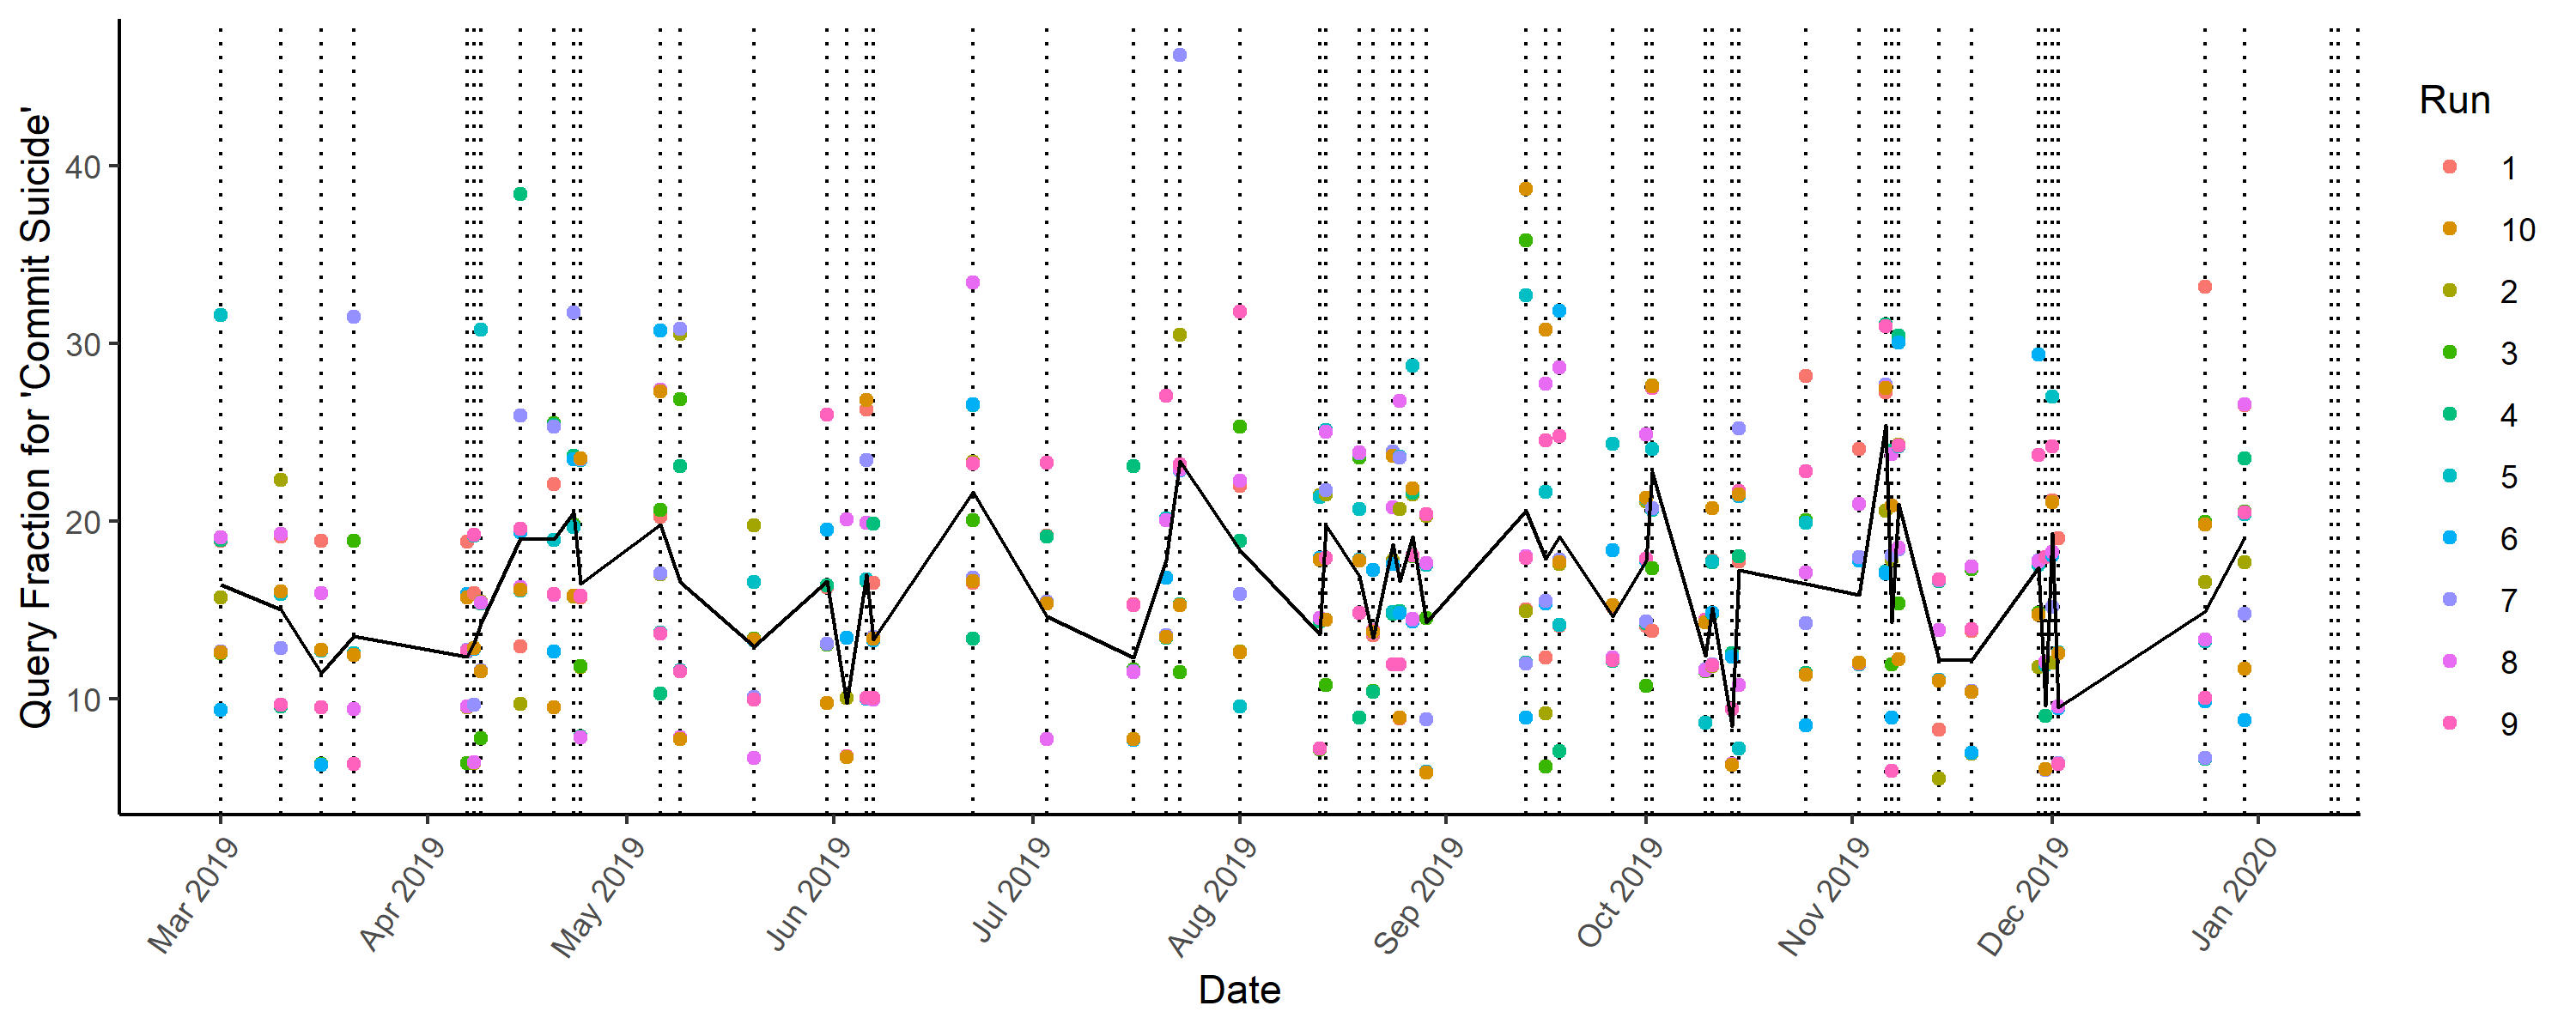 Query Fraction for 'Commit Suicide'
40
30
20
10
Mar 2019
Apr 2019
May 2019
Jun 2019
Jul 2019
Aug 2019
Sep 2019
Oct 2019
Nov 2019
Dec 2019
Jan 2020
Date
Run
1
10
2
3
4
5
6
7
8
9